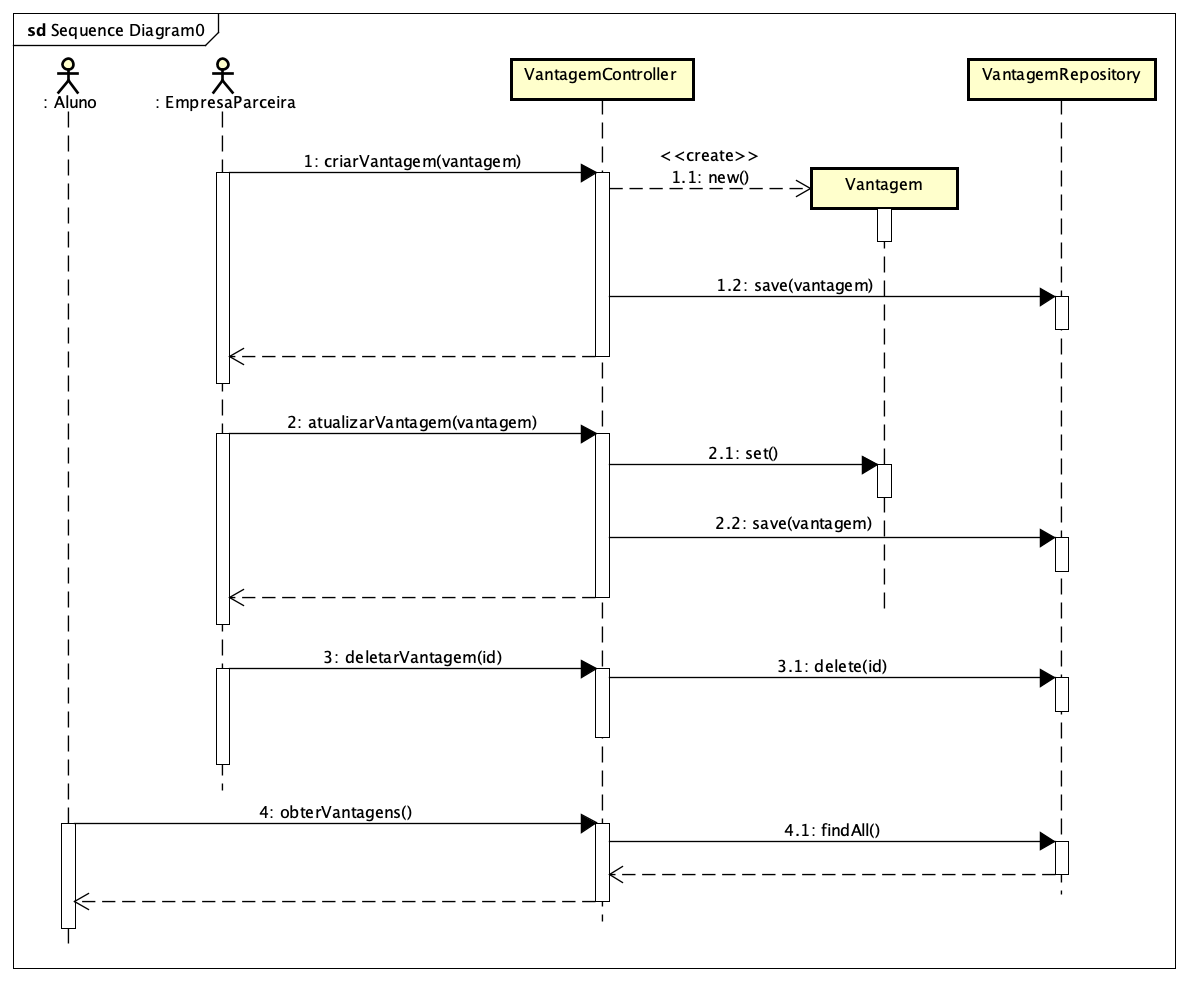 sd Sequence Diagram0
: Aluno
: EmpresaParceira
VantagemController
VantagemRepository
1: criarVantagem(vantagem)
<<create>>
1.1: new()
Vantagem
1.2: save(vantagem)
2: atualizarVantagem(vantagem)
2.1: set()
2.2: save(vantagem)
3: deletarVantagem(id)
3.1: delete(id)
4: obterVantagens()
4.1: findAll()